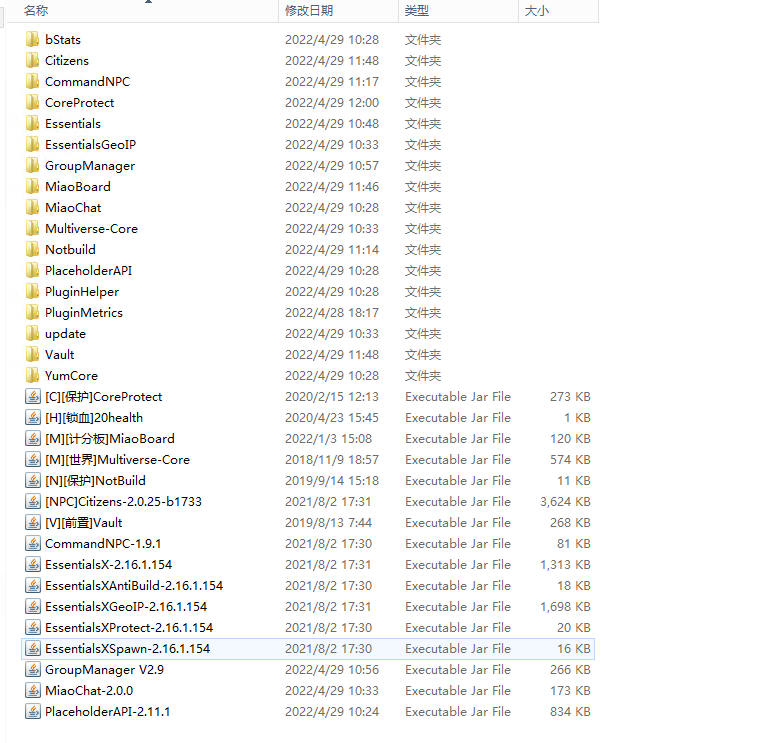 名称 修改日期 类型 大小
bStats 2022/4/29 10:28 文件夹
Citizens 2022/4/29 11:48 文件夹
CommandNPC 2022/4/29 11:17 文件夹
CoreProtect 2022/4/29 12:00 文件夹
Essentials 2022/4/29 10:48 文件夹
EssentialsGeoIP 2022/4/29 10:33 文件夹
GroupManager 2022/4/29 10:57 文件夹
MiaoBoard 2022/4/29 11:46 文件夹
MiaoChat 2022/4/29 10:28 文件夹
Multiverse-Core 2022/4/29 10:33 文件夹
Notbuild 2022/4/29 11:14 文件夹
PlaceholderAPI 2022/4/29 10:28 文件夹
PluginHelper 2022/4/29 10:28 文件夹
PluginMetrics 2022/4/28 18:17 文件夹
update 2022/4/29 10:33 文件夹
Vault 2022/4/29 11:48 文件夹
YumCore 2022/4/29 10:28 文件夹
[C][保护]CoreProtect 2020/2/15 12:13 Executable Jar File 273 KB
[H][锁血]20health 2020/4/23 15:45 Executable Jar File 1 KB
[M][计分板]MiaoBoard 2022/1/3 15:08 Executable Jar File 120 KB
[M][世界]Multiverse-Core 2018/11/9 18:57 Executable Jar File 574 KB
[N][保护]NotBuild 2019/9/14 15:18 Executable Jar File 11 KB
[NPC]Citizens-2.0.25-b1733 2021/8/2 17:31 Executable Jar File 3,624 KB
[V][前置]Vault 2019/8/13 7:44 Executable Jar File 268 KB
CommandNPC-1.9.1 2021/8/2 17:30 Executable Jar File 81 KB
EssentialsX-2.16.1.154 2021/8/2 17:31 Executable Jar File 1,313 KB
EssentialsXAntiBuild-2.16.1.154 2021/8/2 17:30 Executable Jar File 18 KB
EssentialsXGeoIP-2.16.1.154 2021/8/2 17:31 Executable Jar File 1,698 KB
EssentialsXProtect-2.16.1.154 2021/8/2 17:30 Executable Jar File 20 KB
EssentialsXSpawn-2.16.1.154 2021/8/2 17:30 Executable Jar File 16 KB
GroupManager V2.9 2022/4/29 10:56 Executable Jar File 266 KB
MiaoChat-2.0.0 2022/4/29 10:33 Executable Jar File 173 KB
PlaceholderAPI-2.11.1 2022/4/29 10:24 Executable Jar File 834 KB